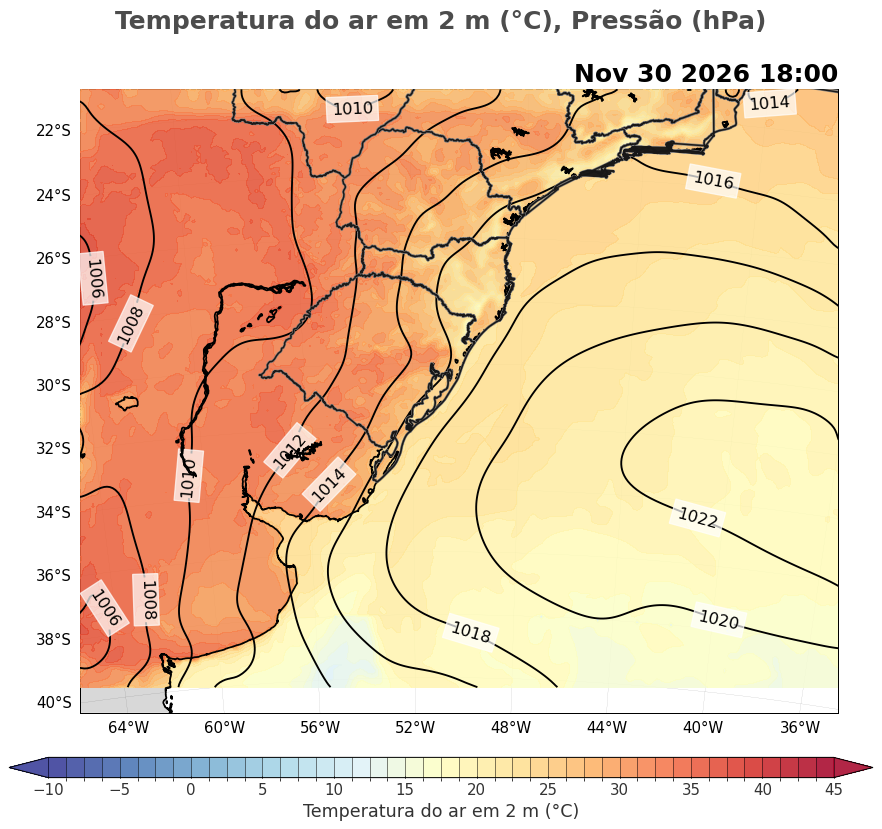 Temperatura do ar em 2 m (°C), Pressão (hPa)
Nov 30 2026 18:00
1010
1014
22°S
1016
24°S
26°S
1006
1008
28°S
30°S
32°S
1012
1010
1014
34°S
1022
36°S
1006
1008
1020
1018
38°S
40°S
64°W 60°W 56°W 52°W 48°W 44°W 40°W 36°W
−10 −5 0 5 10 15 20 25 30 35 40 45
Temperatura do ar em 2 m (°C)